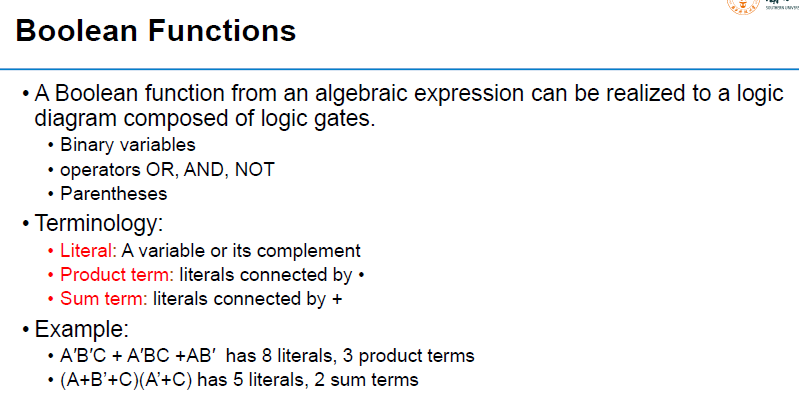 Boolean Functions
• A Boolean function from an algebraic expression can be realized to a logic
diagram composed of logic gates.
• Binary variables
• operators OR, AND, NOT
• Parentheses
• Terminology:
• Literal: A variable or its complement
• Product term: literals connected by •
• Sum term: literals connected by +
• Example:
• A′B′C + A′BC +AB′ has 8 literals, 3 product terms
• (A+B’+C)(A’+C) has 5 literals, 2 sum terms